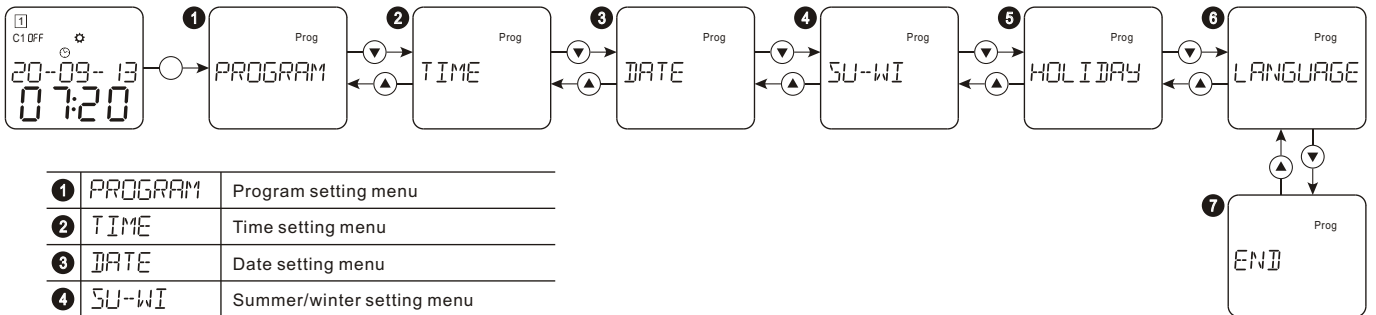 1
C1 OFF
20-09-13
07:20
1
Prog
PROGRAM
2
Prog
TIME
3
Prog
DATE
4
Prog
SU-WI
5
Prog
HOLIDAY
6
Prog
LANGUAGE
7
Prog
END
1 PROGRAM Program setting menu
2 TIME Time setting menu
3 DATE Date setting menu
4 SU-WI Summer/winter setting menu